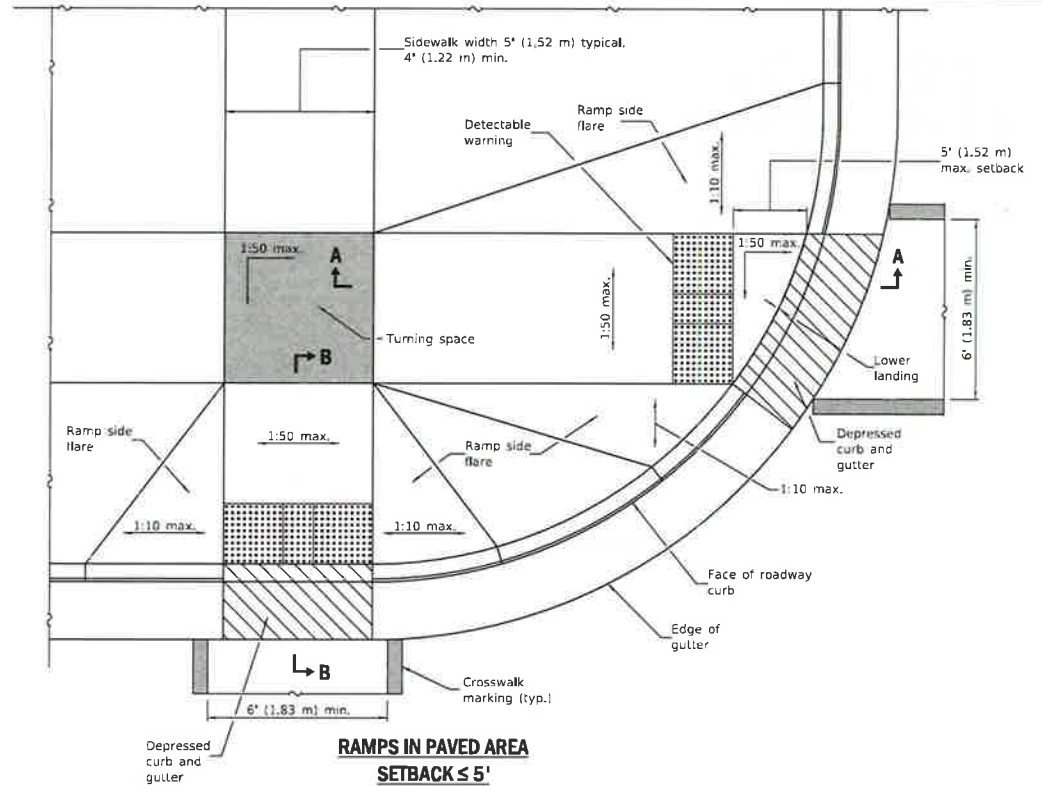 Sidewalk width 5' (1.52 m) typical,
4' (1.22 m) min.
Detectable
warning
Ramp side
flare
1:10 max.
5' (1.52 m)
max. setback
1:50 max.
A
1:50 max.
A
1:50 max.
6' (1.83 m) min.
Turning space
B
Lower
landing
Ramp side
flare
1:50 max.
Ramp side
flare
Depressed
curb and
gutter
1:10 max.
1:10 max.
1:10 max.
Face of roadway
curb
Edge of
gutter
B
Crosswalk
marking (typ.)
6' (1.83 m) min.
Depressed
curb and
gutter
RAMPS IN PAVED AREA
SETBACK ≤ 5'